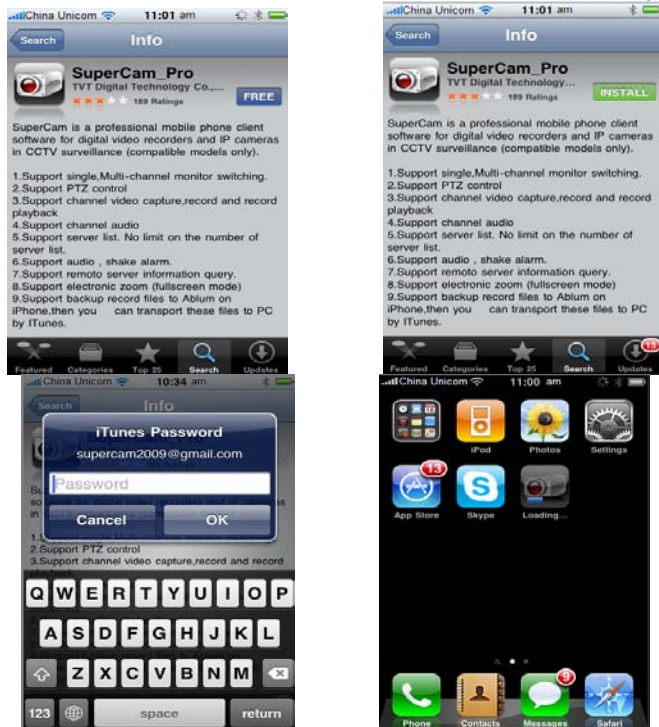 China Unicom 11:01 am
Search Info
SuperCam_Pro
TVT Digital Technology Co.,...
189 Ratings
FREE
SuperCam is a professional mobile phone client
software for digital video recorders and IP cameras
in CCTV surveillance (compatible models only).
1.Support single,Multi-channel monitor switching.
2.Support PTZ control
3.Support channel video capture,record and record
playback
4.Support channel audio
5.Support server list. No limit on the number of
server list.
6.Support audio , shake alarm.
7.Support remoto server information query.
8.Support electronic zoom (fullscreen mode)
9.Support backup record files to Ablum on
iPhone,then you can transport these files to PC
by ITunes.
Featured Categories Top 25 Search Updates
China Unicom 11:01 am
Search Info
SuperCam_Pro
TVT Digital Technology...
189 Ratings
INSTALL
SuperCam is a professional mobile phone client
software for digital video recorders and IP cameras
in CCTV surveillance (compatible models only).
1.Support single,Multi-channel monitor switching.
2.Support PTZ control
3.Support channel video capture,record and record
playback
4.Support channel audio
5.Support server list. No limit on the number of
server list.
6.Support audio , shake alarm.
7.Support remoto server information query.
8.Support electronic zoom (fullscreen mode)
9.Support backup record files to Ablum on
iPhone,then you can transport these files to PC
by ITunes.
13
Featured Categories Top 25 Search Updates
China Unicom 10:34 am
Search Info
iTunes Password
supercam2009@gmail.com
Password
Cancel OK
2.Support PTZ control
3.Support channel video capture,record and record
playback
Q W E R T Y U I O P
A S D F G H J K L
Z X C V B N M
123 space return
China Unicom 11:00 am
iPod Photos Settings
13
App Store Skype Loading...
9
Phone Contacts Messages Safari